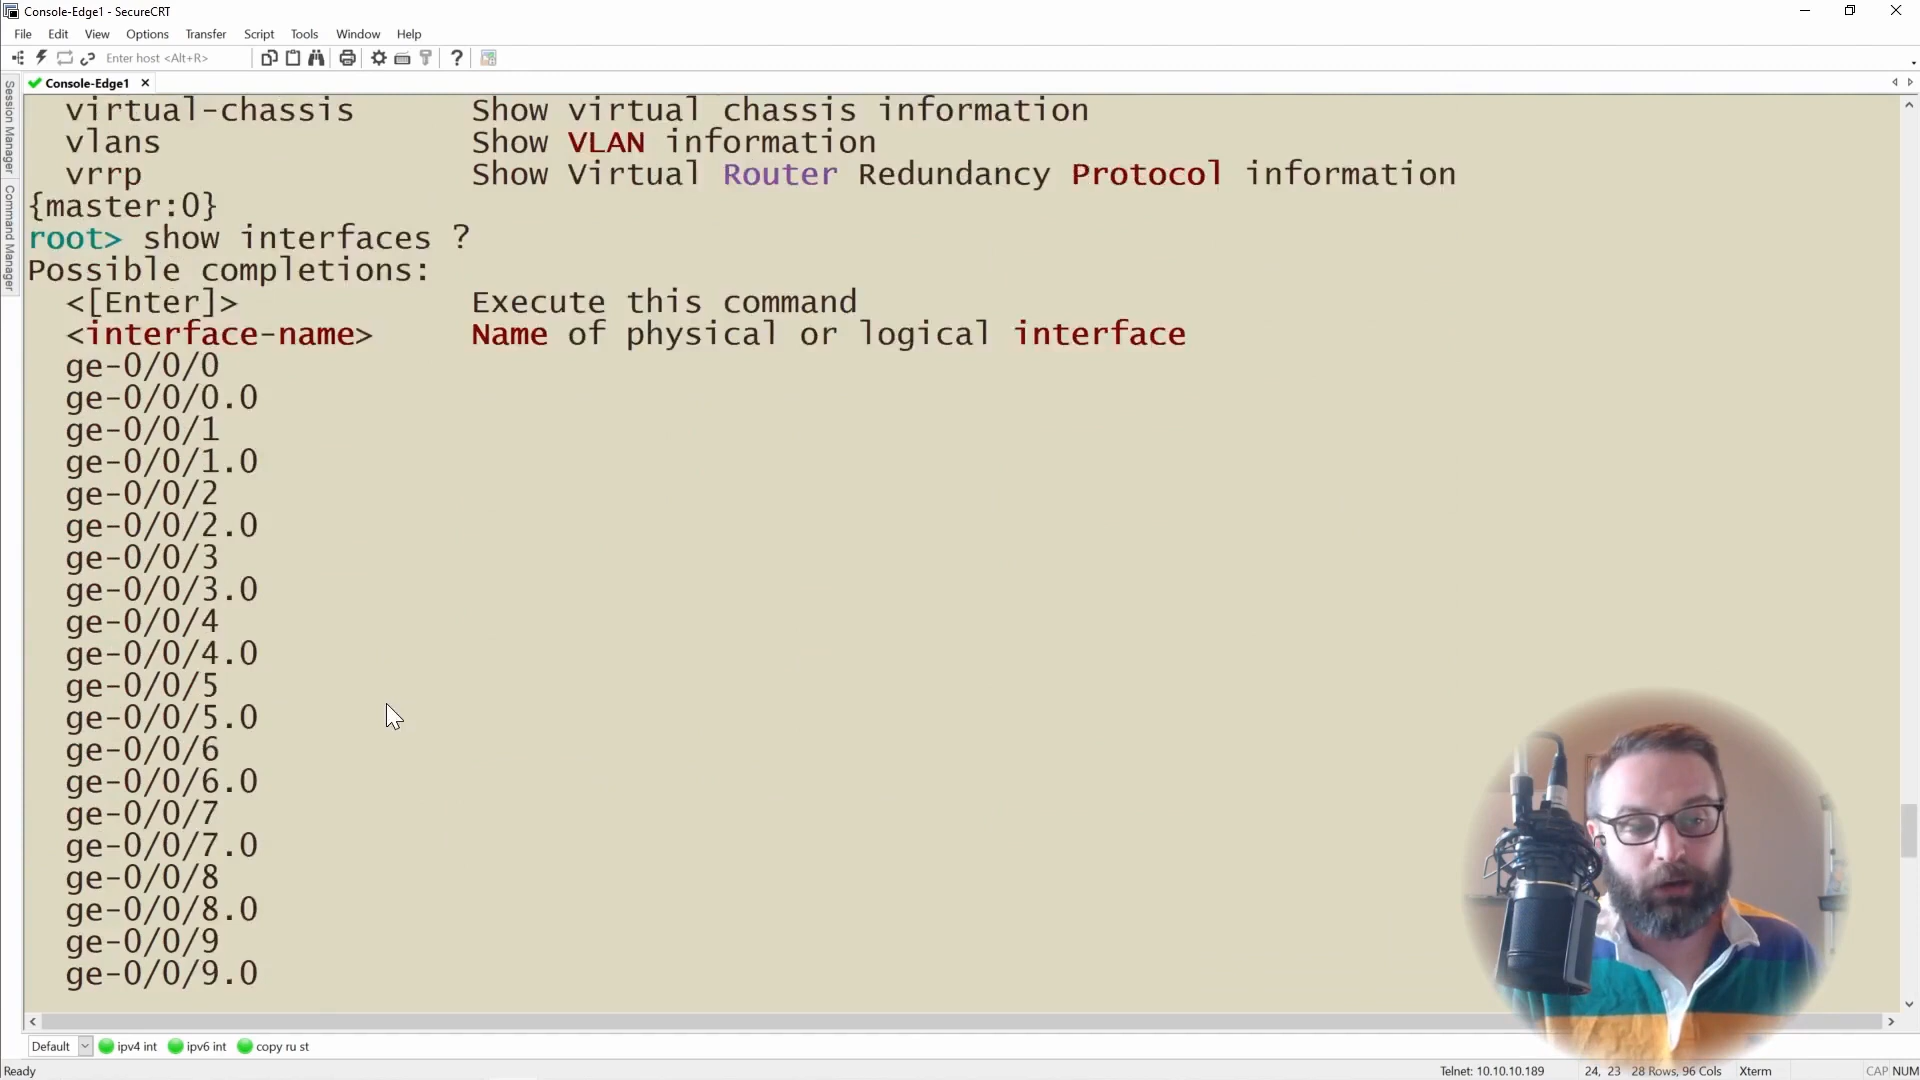 Console-Edge1 - SecureCRT
File Edit View Options Transfer Script Tools Window Help
Enter host <Alt+R>
Console-Edge1
Session Manager
Command Manager
virtual-chassis Show virtual chassis information
vlans Show VLAN information
vrrp Show Virtual Router Redundancy Protocol information
{master:0}
root> show interfaces ?
Possible completions:
<[Enter]> Execute this command
<interface-name> Name of physical or logical interface
ge-0/0/0
ge-0/0/0.0
ge-0/0/1
ge-0/0/1.0
ge-0/0/2
ge-0/0/2.0
ge-0/0/3
ge-0/0/3.0
ge-0/0/4
ge-0/0/4.0
ge-0/0/5
ge-0/0/5.0
ge-0/0/6
ge-0/0/6.0
ge-0/0/7
ge-0/0/7.0
ge-0/0/8
ge-0/0/8.0
ge-0/0/9
ge-0/0/9.0
Default ipv4 int ipv6 int copy ru st
Ready Telnet: 10.10.10.189 24, 23 28 Rows, 96 Cols Xterm CAP NUM